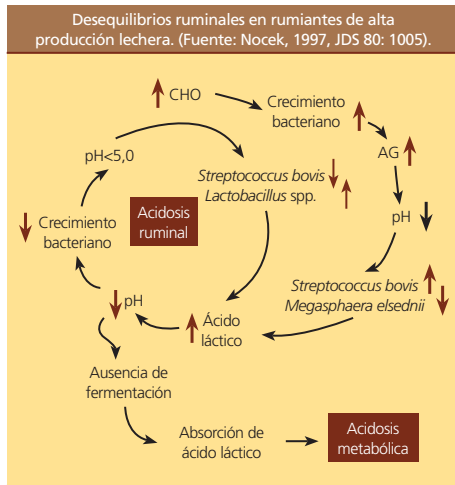 Desequilibrios ruminales en rumiantes de alta
producción lechera. (Fuente: Nocek, 1997, JDS 80: 1005).
CHO
Crecimiento
bacteriano
AG
pH
Streptococcus bovis
Megasphaera elsednii
Ácido
láctico
pH
Crecimiento
bacteriano
pH<5,0
Streptococcus bovis
Lactobacillus spp.
Acidosis
ruminal
Ausencia de
fermentación
Absorción de
ácido láctico
Acidosis
metabólica